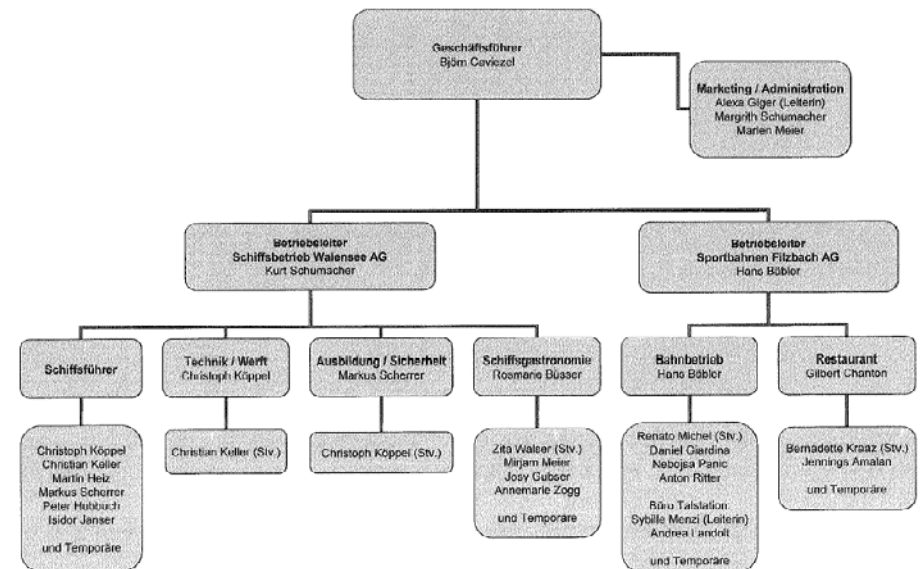 Geschäftsführer
Björn Caviezel
Marketing / Administration
Alexa Giger (Leiterin)
Margrith Schumacher
Marlen Meier
Betriebsleiter
Schiffsbetrieb Walensee AG
Kurt Schumacher
Betriebsleiter
Sportbahnen Filzbach AG
Hans Böbler
Schiffsführer
Technik / Werft
Christoph Köppel
Ausbildung / Sicherheit
Markus Scherrer
Schiffsgastronomie
Rosmarie Büsser
Bahnbetrieb
Hans Böbler
Restaurant
Gilbert Chanton
Christoph Köppel
Christian Keller
Martin Heiz
Markus Scherrer
Peter Hubbuch
Isidor Janser
und Temporäre
Christian Keller (Stv.)
Christoph Köppel (Stv.)
Zita Walser (Stv.)
Mirjam Meier
Josy Gubser
Annemarie Zogg
und Temporäre
Renato Michel (Stv.)
Daniel Giardina
Nebojsa Panic
Anton Ritter
Büro Talstation
Sybille Menzi (Leiterin)
Andrea Landolt
und Temporäre
Bernadette Kraaz (Stv.)
Jennings Amalan
und Temporäre